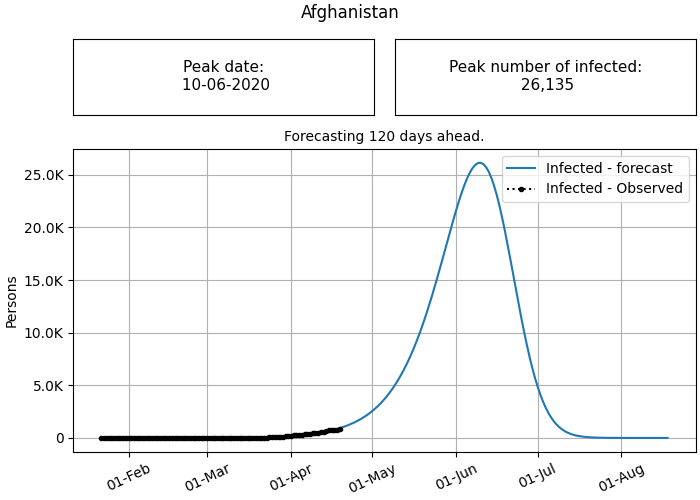 Afghanistan
Peak date:
10-06-2020
Peak number of infected:
26,135
Forecasting 120 days ahead.
Infected - forecast
Infected - Observed
Persons
25.0K
20.0K
15.0K
10.0K
5.0K
0
01-Feb
01-Mar
01-Apr
01-May
01-Jun
01-Jul
01-Aug